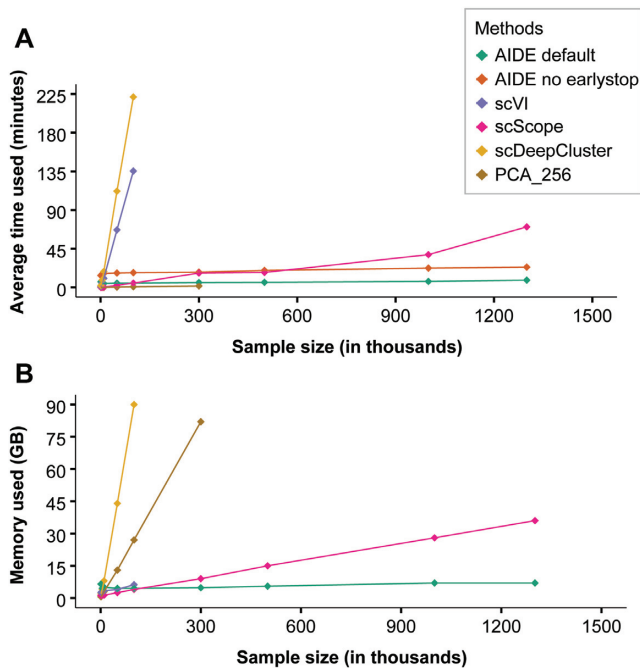 A
Methods
AIDE default
AIDE no earlystop
scVI
scScope
scDeepCluster
PCA_256
Average time used (minutes)
225
180
135
90
45
0
0 300 600 900 1200 1500
Sample size (in thousands)
B
Memory used (GB)
90
75
60
45
30
15
0
0 300 600 900 1200 1500
Sample size (in thousands)